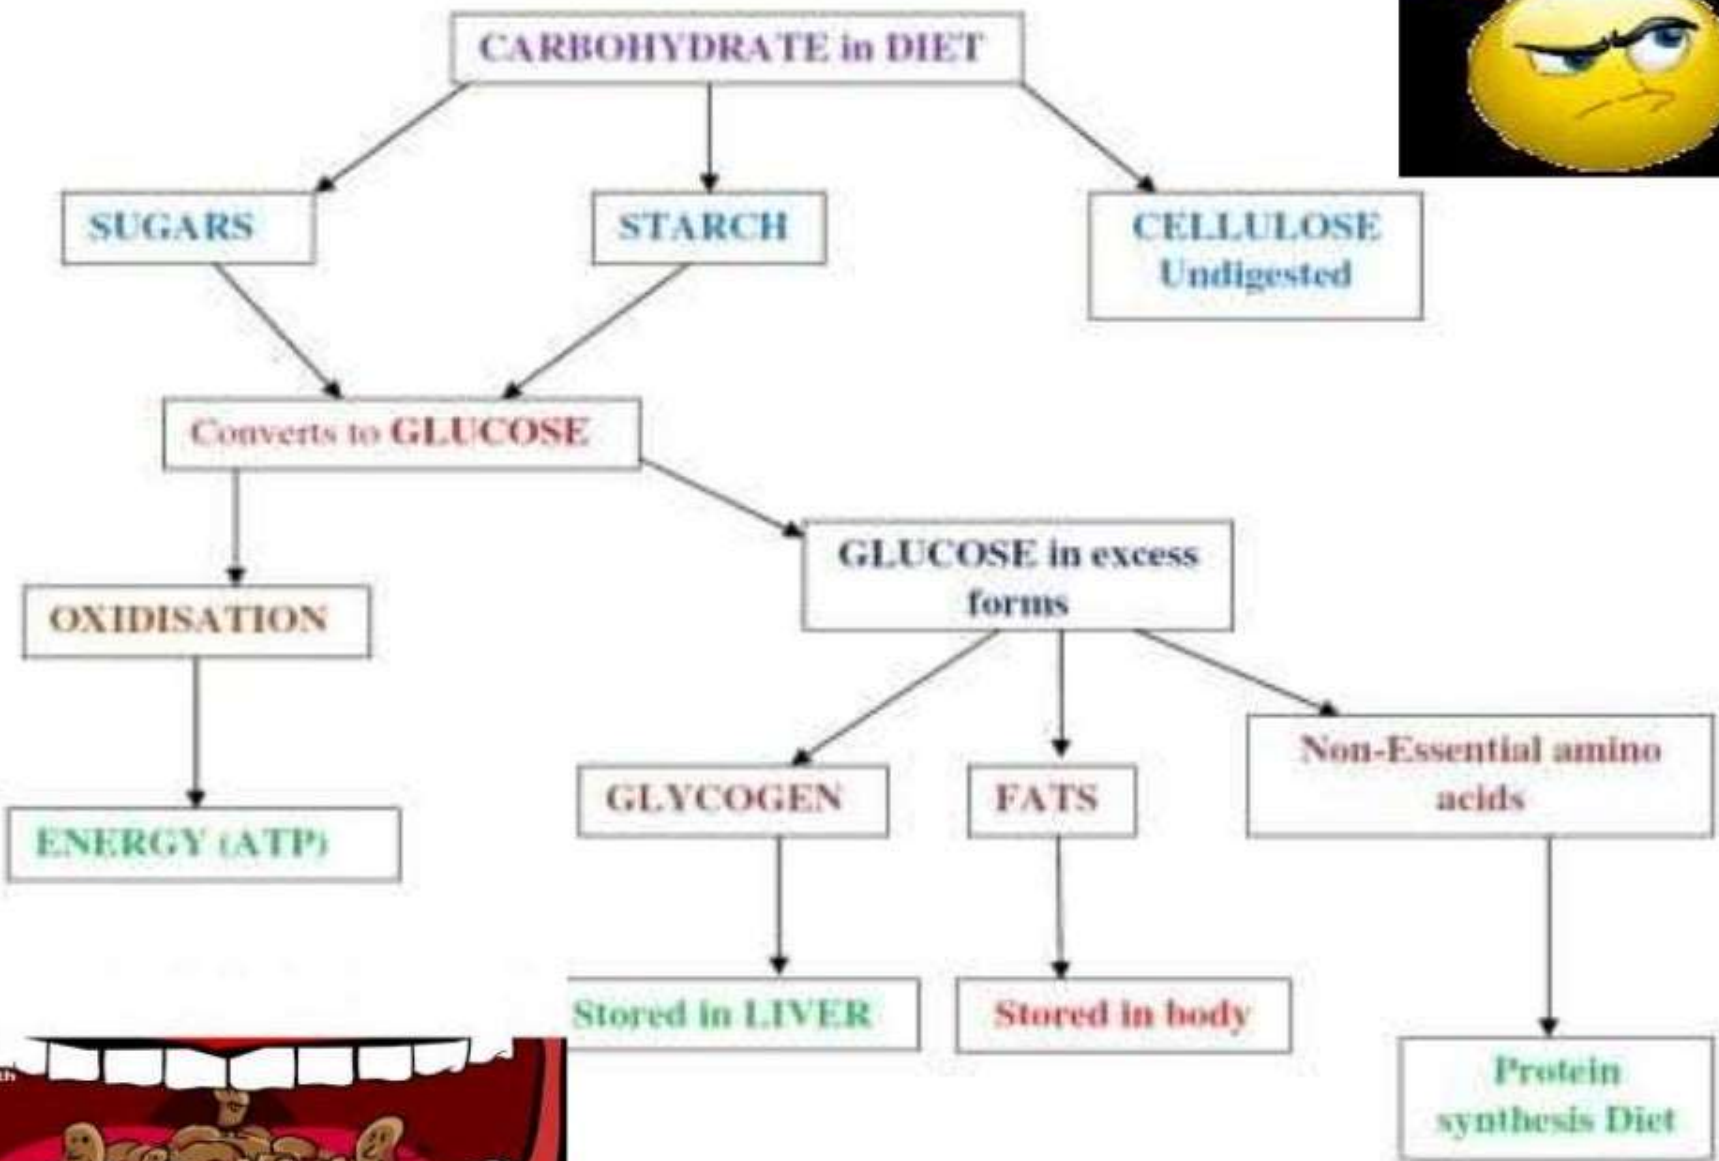 CARBOHYDRATE in DIET
SUGARS
STARCH
CELLULOSE
Undigested
Converts to GLUCOSE
OXIDISATION
GLUCOSE in excess
forms
ENERGY (ATP)
GLYCOGEN
FATS
Non-Essential amino
acids
Stored in LIVER
Stored in body
Protein
synthesis Diet